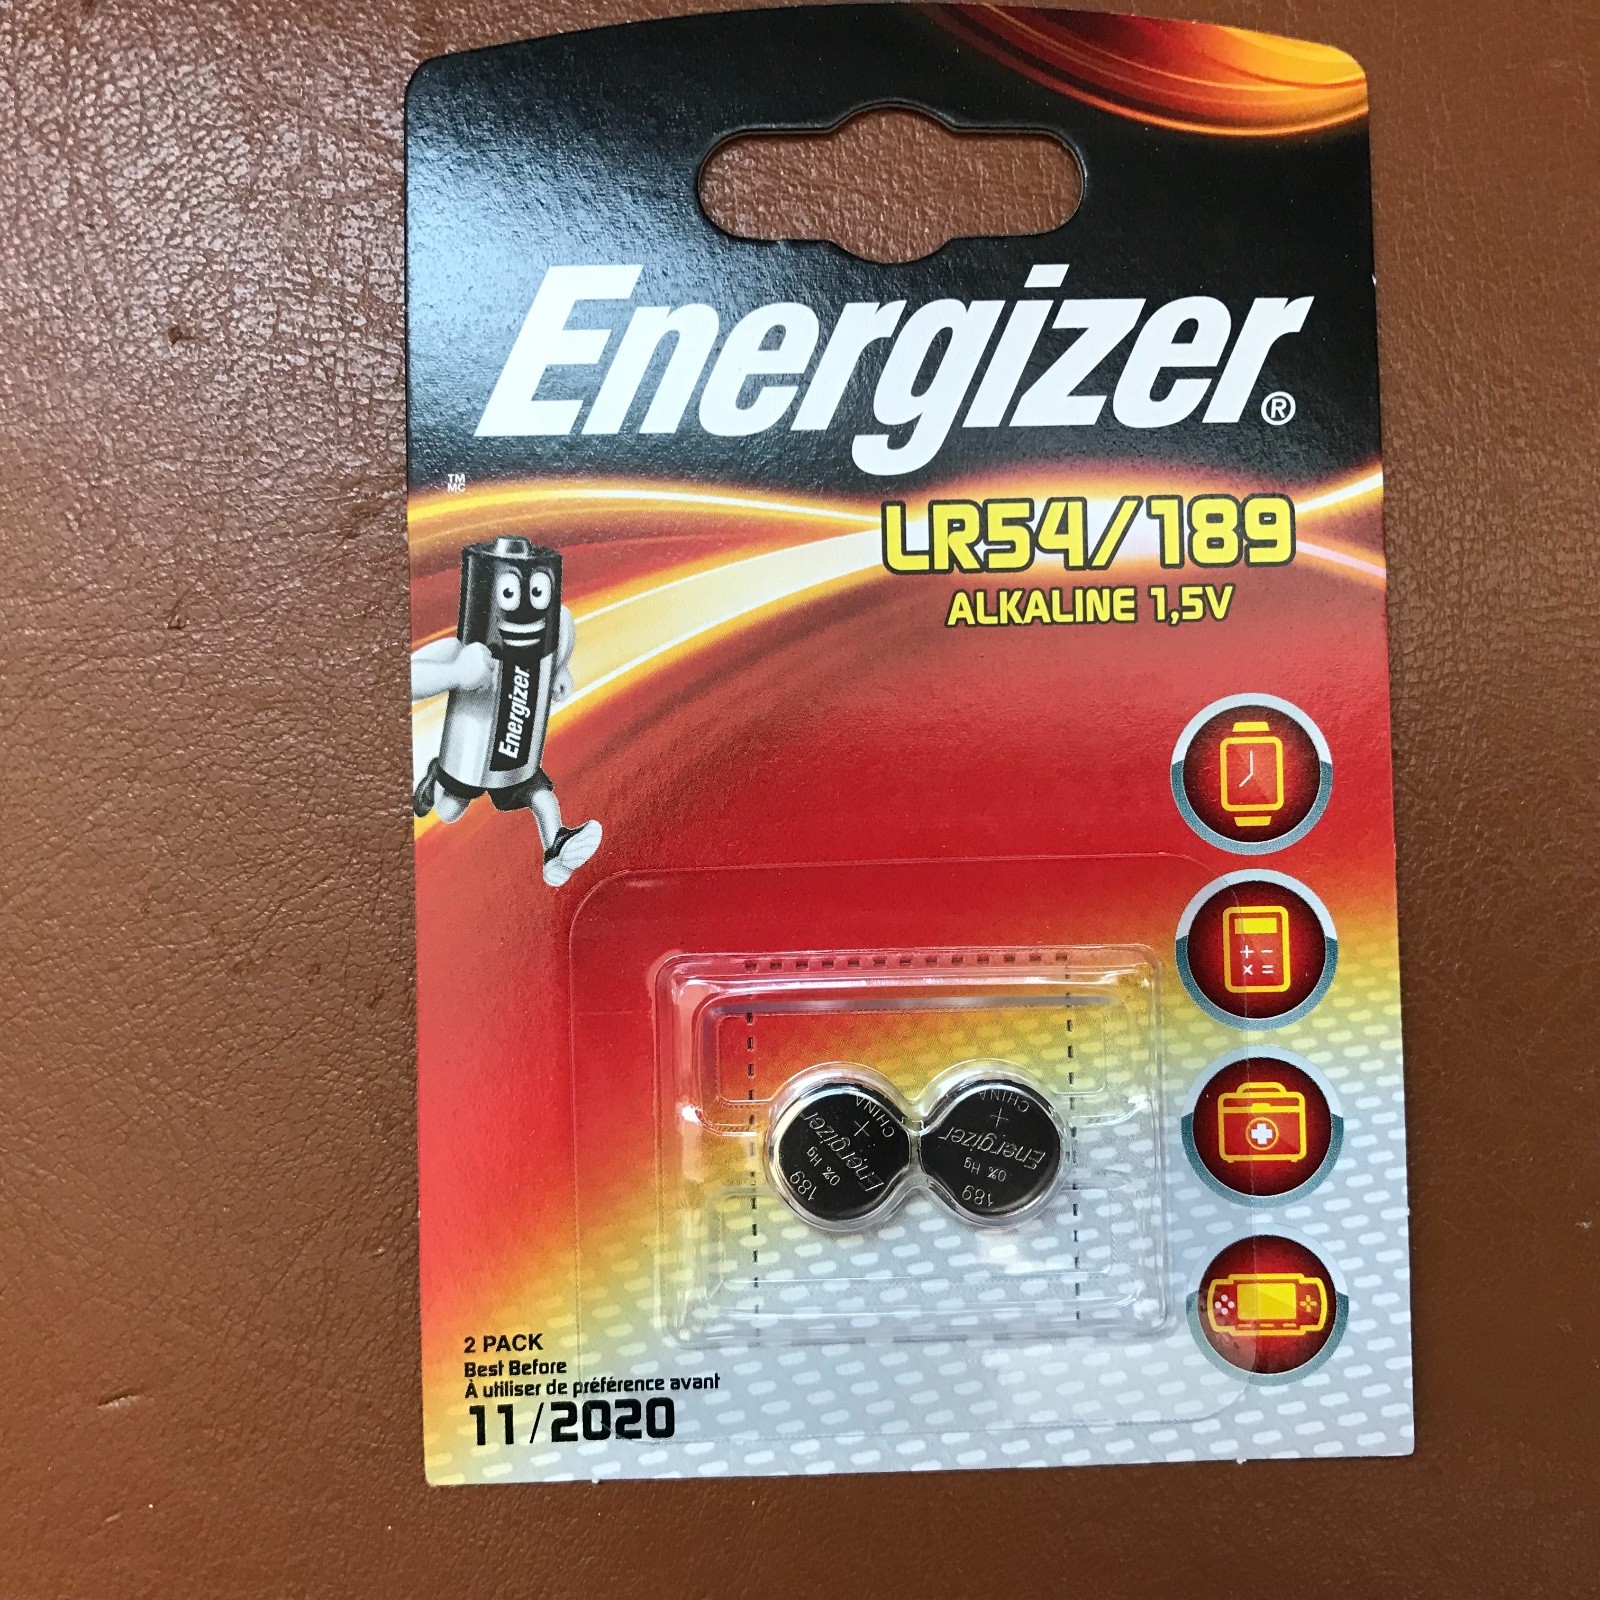 Energizer®
TM
MC
LR54/189
ALKALINE 1,5V
Energizer
+ -
x =
CHINA
+
Energizer
0% Hg
189
CHINA
+
Energizer
0% Hg
189
2 PACK
Best Before
À utiliser de préférence avant
11/2020